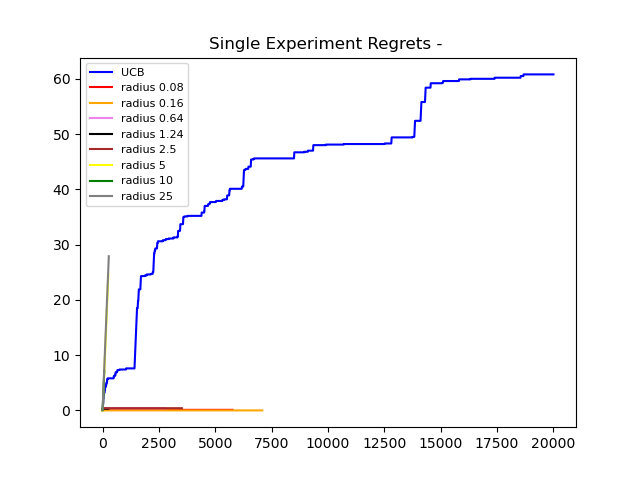 Single Experiment Regrets -
UCB
radius 0.08
radius 0.16
radius 0.64
radius 1.24
radius 2.5
radius 5
radius 10
radius 25
60
50
40
30
20
10
0
0 2500 5000 7500 10000 12500 15000 17500 20000